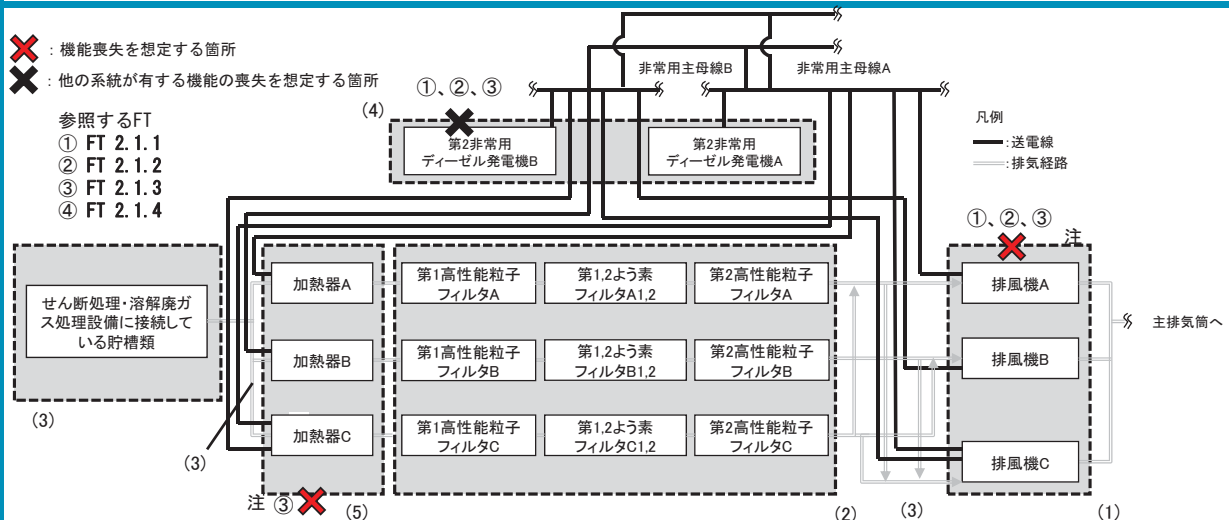 ：機能喪失を想定する箇所
：他の系統が有する機能の喪失を想定する箇所
参照するFT
① FT 2.1.1
② FT 2.1.2
③ FT 2.1.3
④ FT 2.1.4
非常用主母線B
非常用主母線A
①、②、③
(4)
第2非常用
ディーゼル発電機B
第2非常用
ディーゼル発電機A
凡例
:送電線
:排気経路
①、②、③
注
せん断処理・溶解廃ガ
ス処理設備に接続して
いる貯槽類
(3)
(3)
加熱器A
加熱器B
加熱器C
注 ③
(5)
第1高性能粒子
フィルタA
第1,2よう素
フィルタA1,2
第2高性能粒子
フィルタA
第1高性能粒子
フィルタB
第1,2よう素
フィルタB1,2
第2高性能粒子
フィルタB
第1高性能粒子
フィルタC
第1,2よう素
フィルタC1,2
第2高性能粒子
フィルタC
(2)
(3)
排風機A
排風機B
排風機C
(1)
主排気筒へ